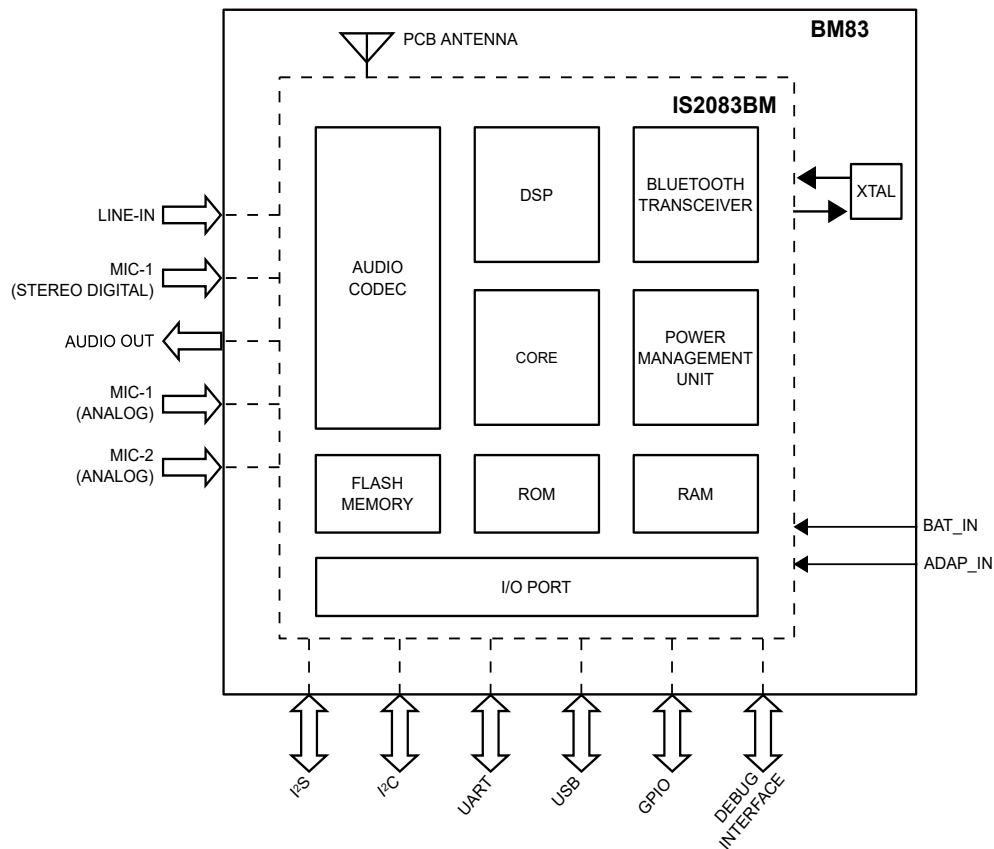 BM83
PCB ANTENNA
IS2083BM
AUDIO
CODEC
DSP
BLUETOOTH
TRANSCEIVER
XTAL
LINE-IN
MIC-1
(STEREO DIGITAL)
AUDIO OUT
MIC-1
(ANALOG)
MIC-2
(ANALOG)
CORE
POWER
MANAGEMENT
UNIT
FLASH
MEMORY
ROM
RAM
BAT_IN
ADAP_IN
I/O PORT
I²S
I²C
UART
USB
GPIO
DEBUG
INTERFACE